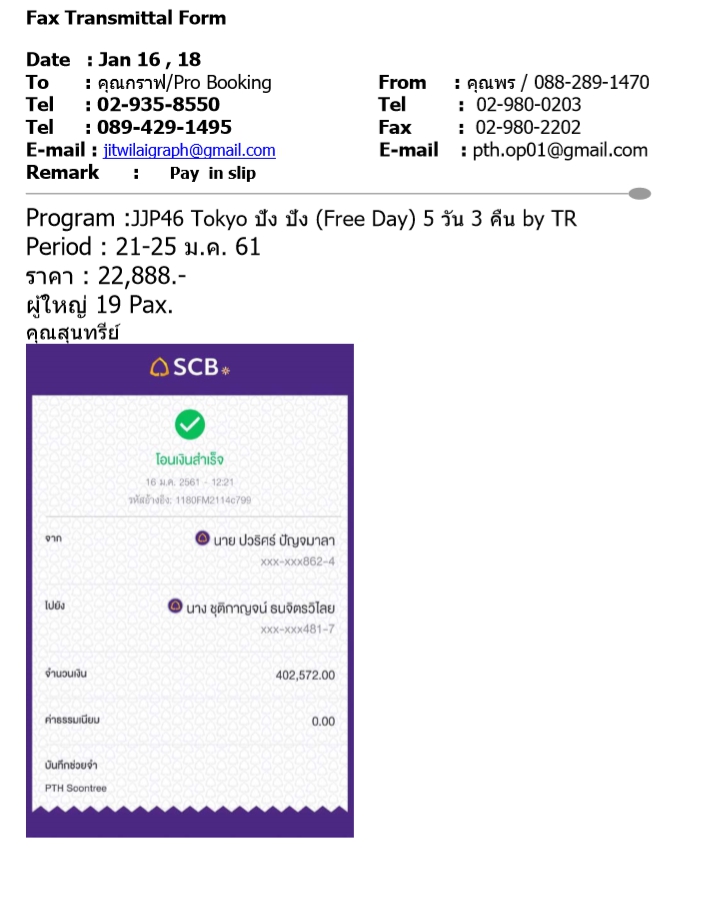 Fax Transmittal Form
Date : Jan 16 , 18
To : คุณกราฟ/Pro Booking From : คุณพร / 088-289-1470
Tel : 02-935-8550 Tel : 02-980-0203
Tel : 089-429-1495 Fax : 02-980-2202
E-mail : jitwilaigraph@gmail.com E-mail : pth.op01@gmail.com
Remark : Pay in slip
Program :JJP46 Tokyo ปัง ปัง (Free Day) 5 วัน 3 คืน by TR
Period : 21-25 ม.ค. 61
ราคา : 22,888.-
ผู้ใหญ่ 19 Pax.
คุณสุนทรีย์
SCB
โอนเงินสำเร็จ
16 ม.ค. 2561 - 12:21
รหัสอ้างอิง: 1180FM2114c799
จาก นาย ปวริศร์ ปัญจมาลา
xxx-xxx862-4
ไปยัง นาง ชุติกาญจน์ ธนจิตรวิไลย
xxx-xxx481-7
จำนวนเงิน 402,572.00
ค่าธรรมเนียม 0.00
บันทึกช่วยจำ
PTH Soontree